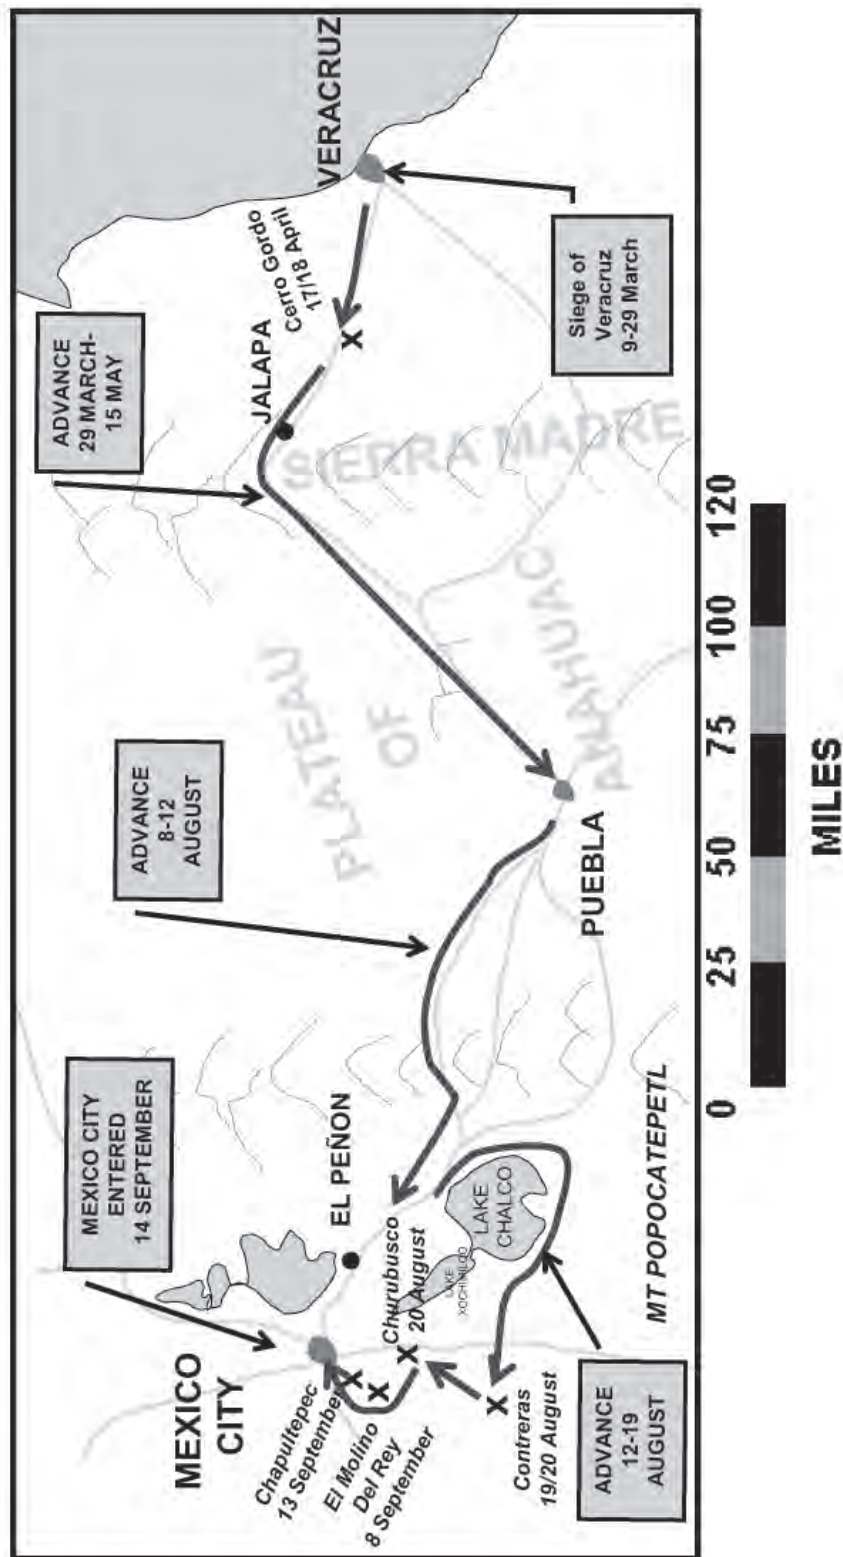 MEXICO CITY
ENTERED
14 SEPTEMBER
ADVANCE
8-12
AUGUST
ADVANCE
29 MARCH-
15 MAY
MEXICO
CITY
EL PEÑON
PLATEAU
OF
ANAHUAC
JALAPA
SIERRA MADRE
Cerro Gordo
17/18 April
X
VERACRUZ
Chapultepec
13 September
X
El Molino
Del Rey
8 September
X
Churubusco
20 August
X
LAKE
XOCHIMILCO
LAKE
CHALCO
Contreras
19/20 August
X
PUEBLA
Siege of
Veracruz
9-29 March
ADVANCE
12-19
AUGUST
MT POPOCATEPETL
0 25 50 75 100 120
MILES